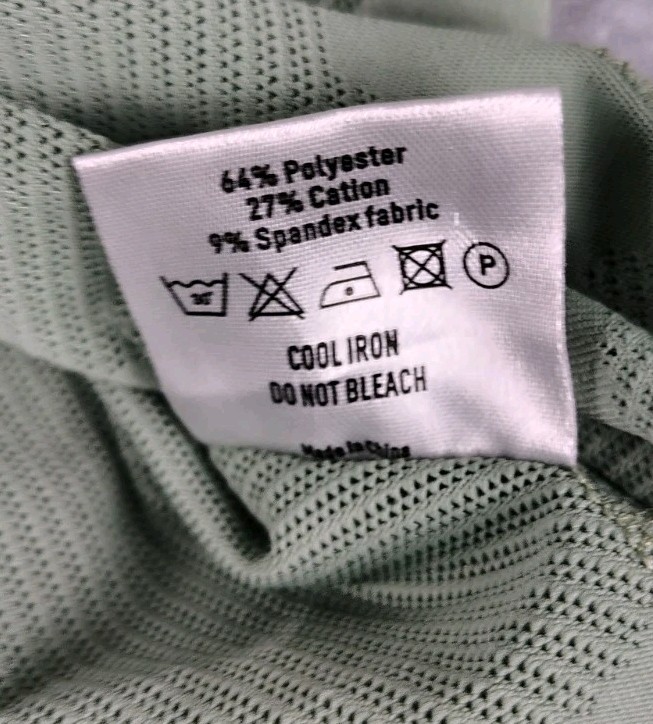 64% Polyester
27% Cation
9% Spandex fabric
30°
P
COOL IRON
DO NOT BLEACH
Made In China